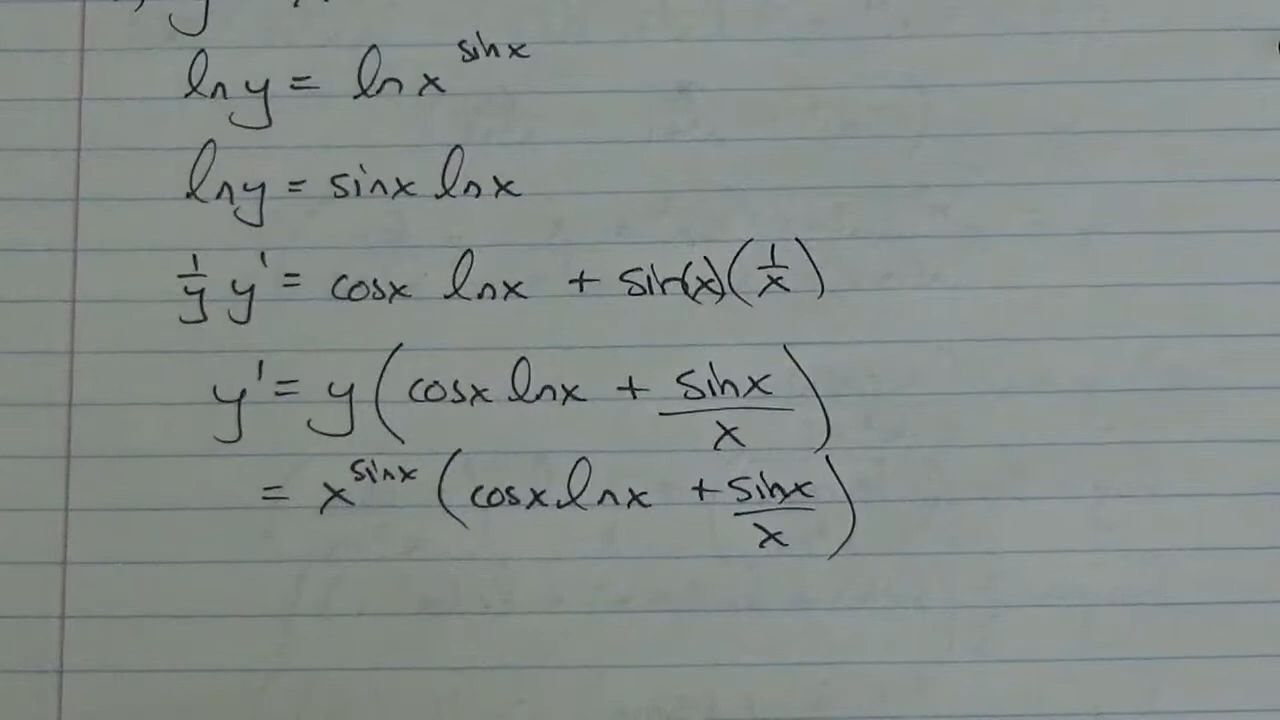 ln y = ln x^sinx
ln y = sinx ln x
1/y y' = cosx ln x + sin(x)(1/x)
y' = y(cosx ln x + sinx/x)
= x^sinx (cosx ln x + sinx/x)